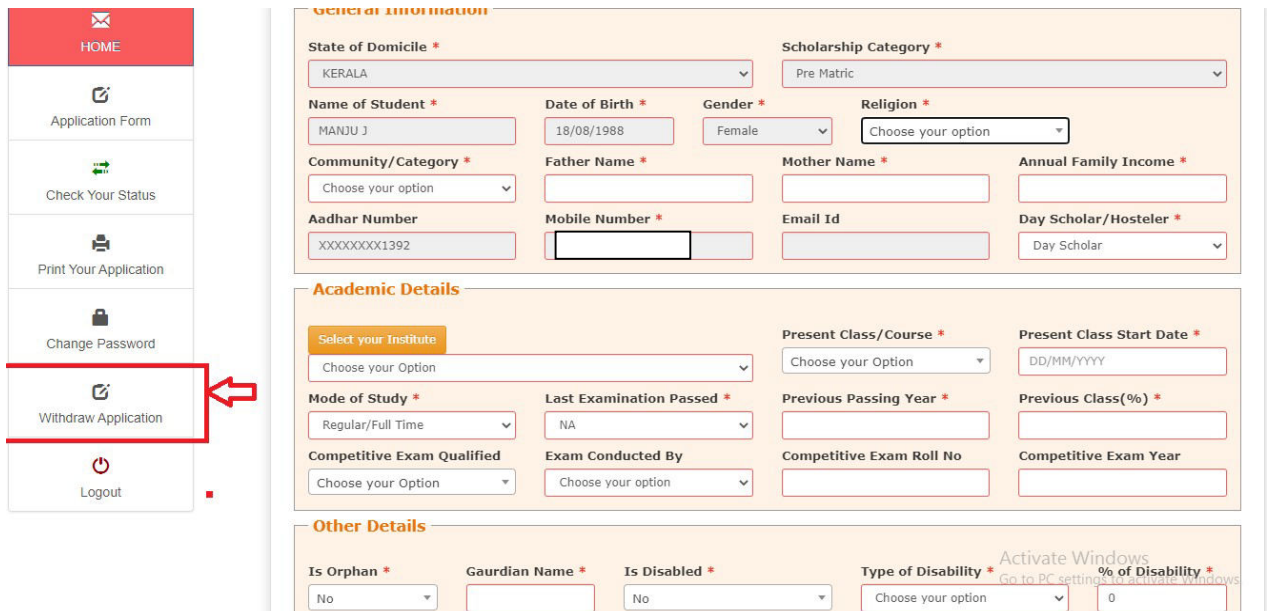 HOME
Application Form
Check Your Status
Print Your Application
Change Password
Withdraw Application
Logout
General Information
State of Domicile * Scholarship Category *
KERALA Pre Matric
Name of Student * Date of Birth * Gender * Religion *
MANJU J 18/08/1988 Female Choose your option
Community/Category * Father Name * Mother Name * Annual Family Income *
Choose your option
Aadhar Number Mobile Number * Email Id Day Scholar/Hosteler *
XXXXXXXX1392 Day Scholar
Academic Details
Select your Institute Present Class/Course * Present Class Start Date *
Choose your Option Choose your Option DD/MM/YYYY
Mode of Study * Last Examination Passed * Previous Passing Year * Previous Class(%) *
Regular/Full Time NA
Competitive Exam Qualified Exam Conducted By Competitive Exam Roll No Competitive Exam Year
Choose your Option Choose your option
Other Details
Activate Windows
Go to PC settings to activate Windows
Is Orphan * Gaurdian Name * Is Disabled * Type of Disability * % of Disability *
No No Choose your option 0